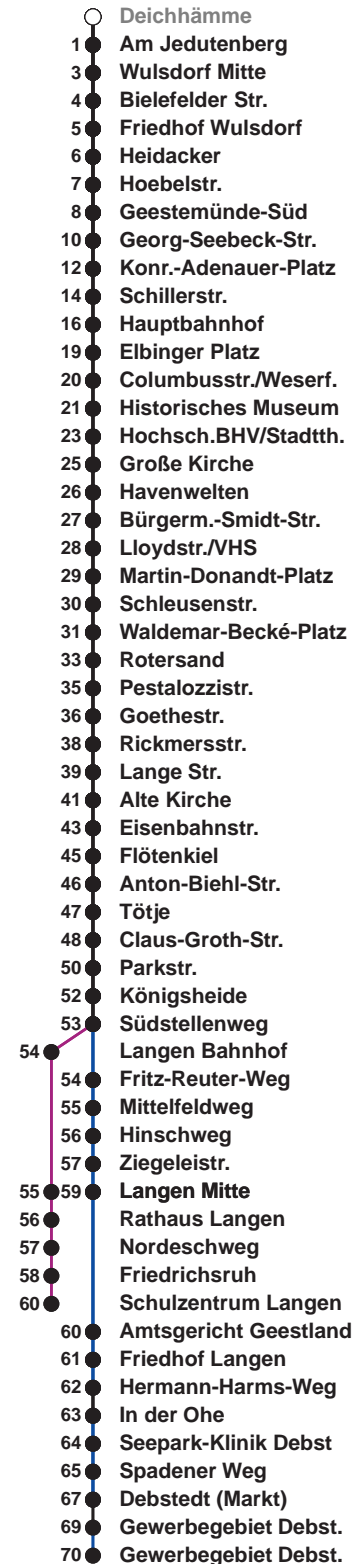 Deichhämme
1 Am Jedutenberg
3 Wulsdorf Mitte
4 Bielefelder Str.
5 Friedhof Wulsdorf
6 Heidacker
7 Hoebelstr.
8 Geestemünde-Süd
10 Georg-Seebeck-Str.
12 Konr.-Adenauer-Platz
14 Schillerstr.
16 Hauptbahnhof
19 Elbinger Platz
20 Columbusstr./Weserf.
21 Historisches Museum
23 Hochsch.BHV/Stadtth.
25 Große Kirche
26 Havenwelten
27 Bürgerm.-Smidt-Str.
28 Lloydstr./VHS
29 Martin-Donandt-Platz
30 Schleusenstr.
31 Waldemar-Becké-Platz
33 Rotersand
35 Pestalozzistr.
36 Goethestr.
38 Rickmersstr.
39 Lange Str.
41 Alte Kirche
43 Eisenbahnstr.
45 Flötenkiel
46 Anton-Biehl-Str.
47 Tötje
48 Claus-Groth-Str.
50 Parkstr.
52 Königsheide
53 Südstellenweg
54 Langen Bahnhof
54 Fritz-Reuter-Weg
55 Mittelfeldweg
56 Hinschweg
57 Ziegeleistr.
55 59 Langen Mitte
56 Rathaus Langen
57 Nordeschweg
58 Friedrichsruh
60 Schulzentrum Langen
60 Amtsgericht Geestland
61 Friedhof Langen
62 Hermann-Harms-Weg
63 In der Ohe
64 Seepark-Klinik Debst
65 Spadener Weg
67 Debstedt (Markt)
69 Gewerbegebiet Debst.
70 Gewerbegebiet Debst.